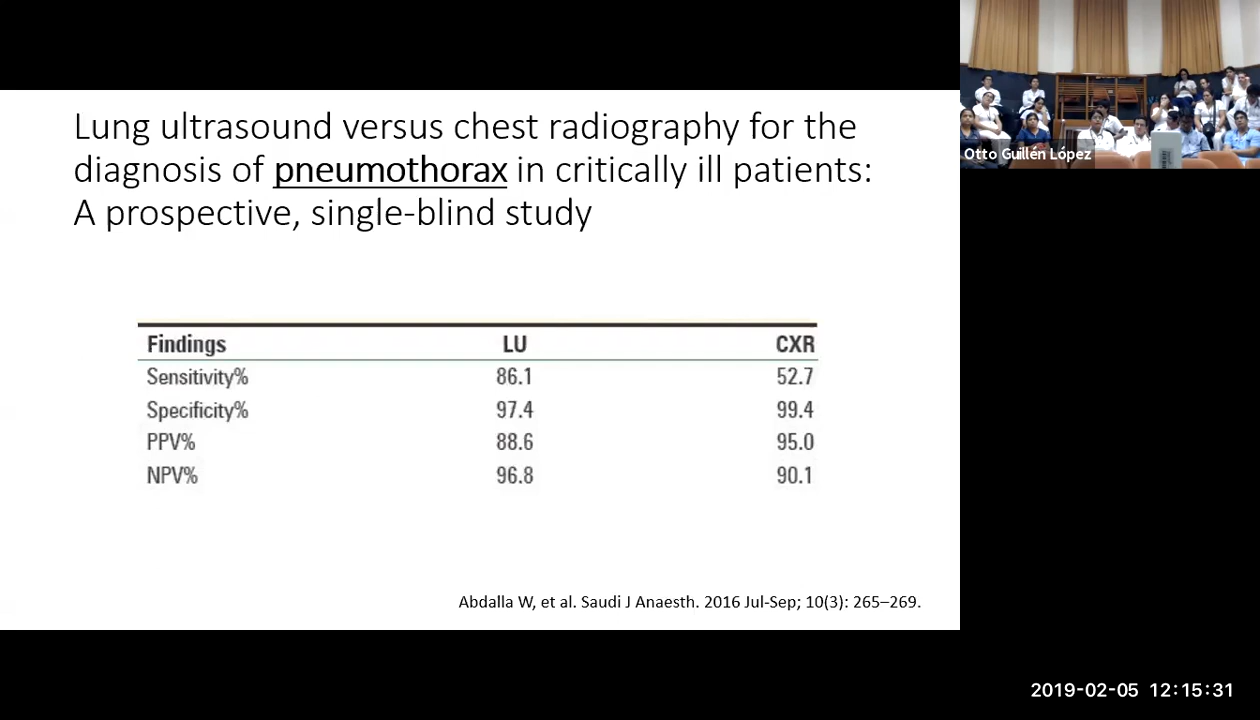 Lung ultrasound versus chest radiography for the
diagnosis of pneumothorax in critically ill patients:
A prospective, single-blind study
Findings LU CXR
Sensitivity% 86.1 52.7
Specificity% 97.4 99.4
PPV% 88.6 95.0
NPV% 96.8 90.1
Abdalla W, et al. Saudi J Anaesth. 2016 Jul-Sep; 10(3): 265–269.
Otto Guillén López
2019-02-05 12:15:31